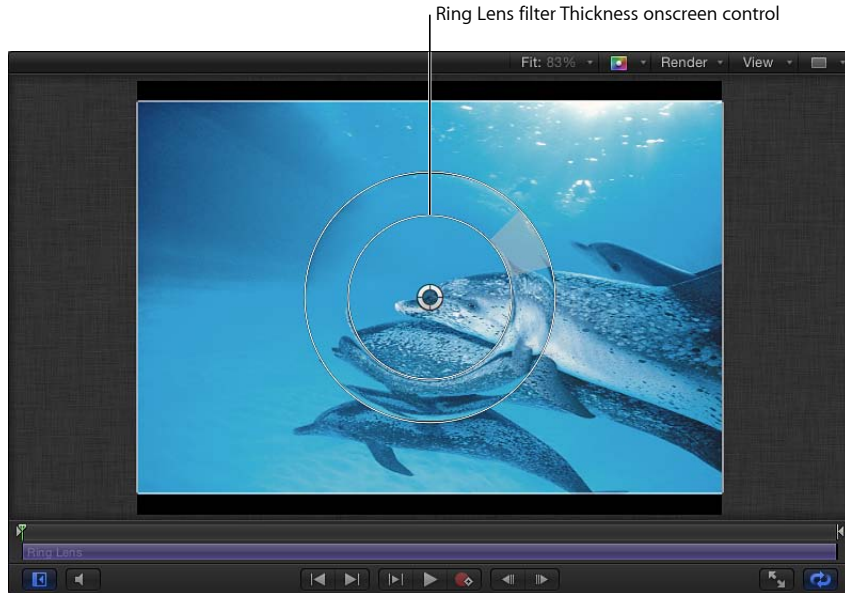 Ring Lens filter Thickness onscreen control
Fit: 83%
Render
View
Ring Lens